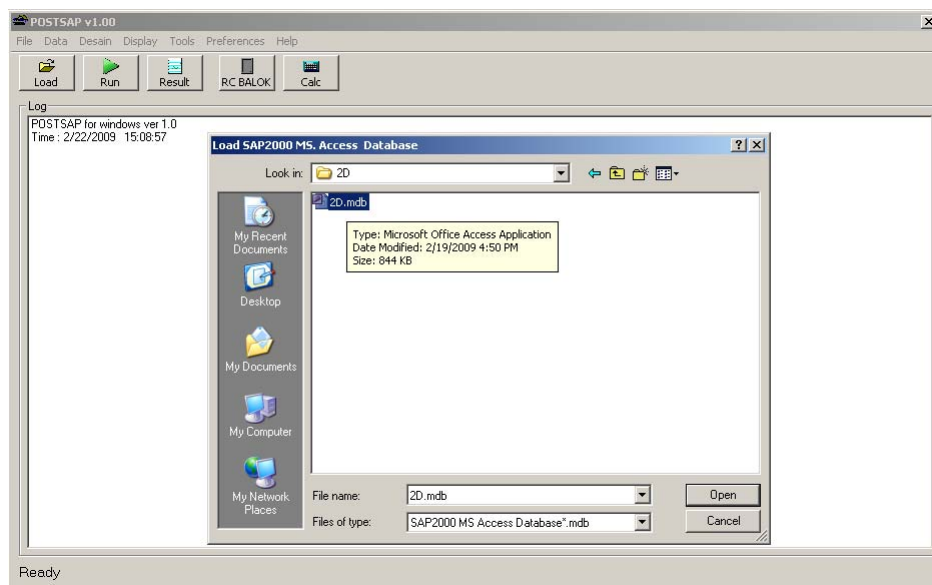 POSTSAP v1.00
File Data Desain Display Tools Preferences Help
Load Run Result RC BALOK Calc
Log
POSTSAP for windows ver 1.0
Time : 2/22/2009 15:08:57
Load SAP2000 MS. Access Database
Look in: 2D
2D.mdb
Type: Microsoft Office Access Application
Date Modified: 2/19/2009 4:50 PM
Size: 844 KB
My Recent
Documents
Desktop
My Documents
My Computer
My Network
Places
File name: 2D.mdb Open
Files of type: SAP2000 MS Access Database*.mdb Cancel
Ready